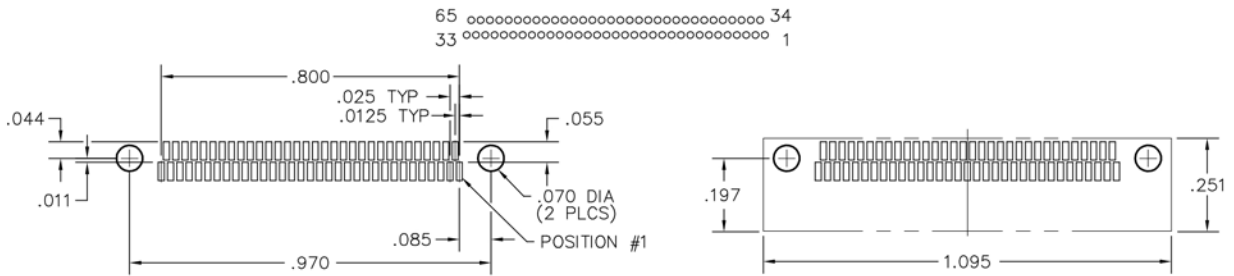 65 34
33 1
.800
.025 TYP
.0125 TYP
.044
.055
.011
.070 DIA
(2 PLCS)
.085
POSITION #1
.970
.197
.251
1.095